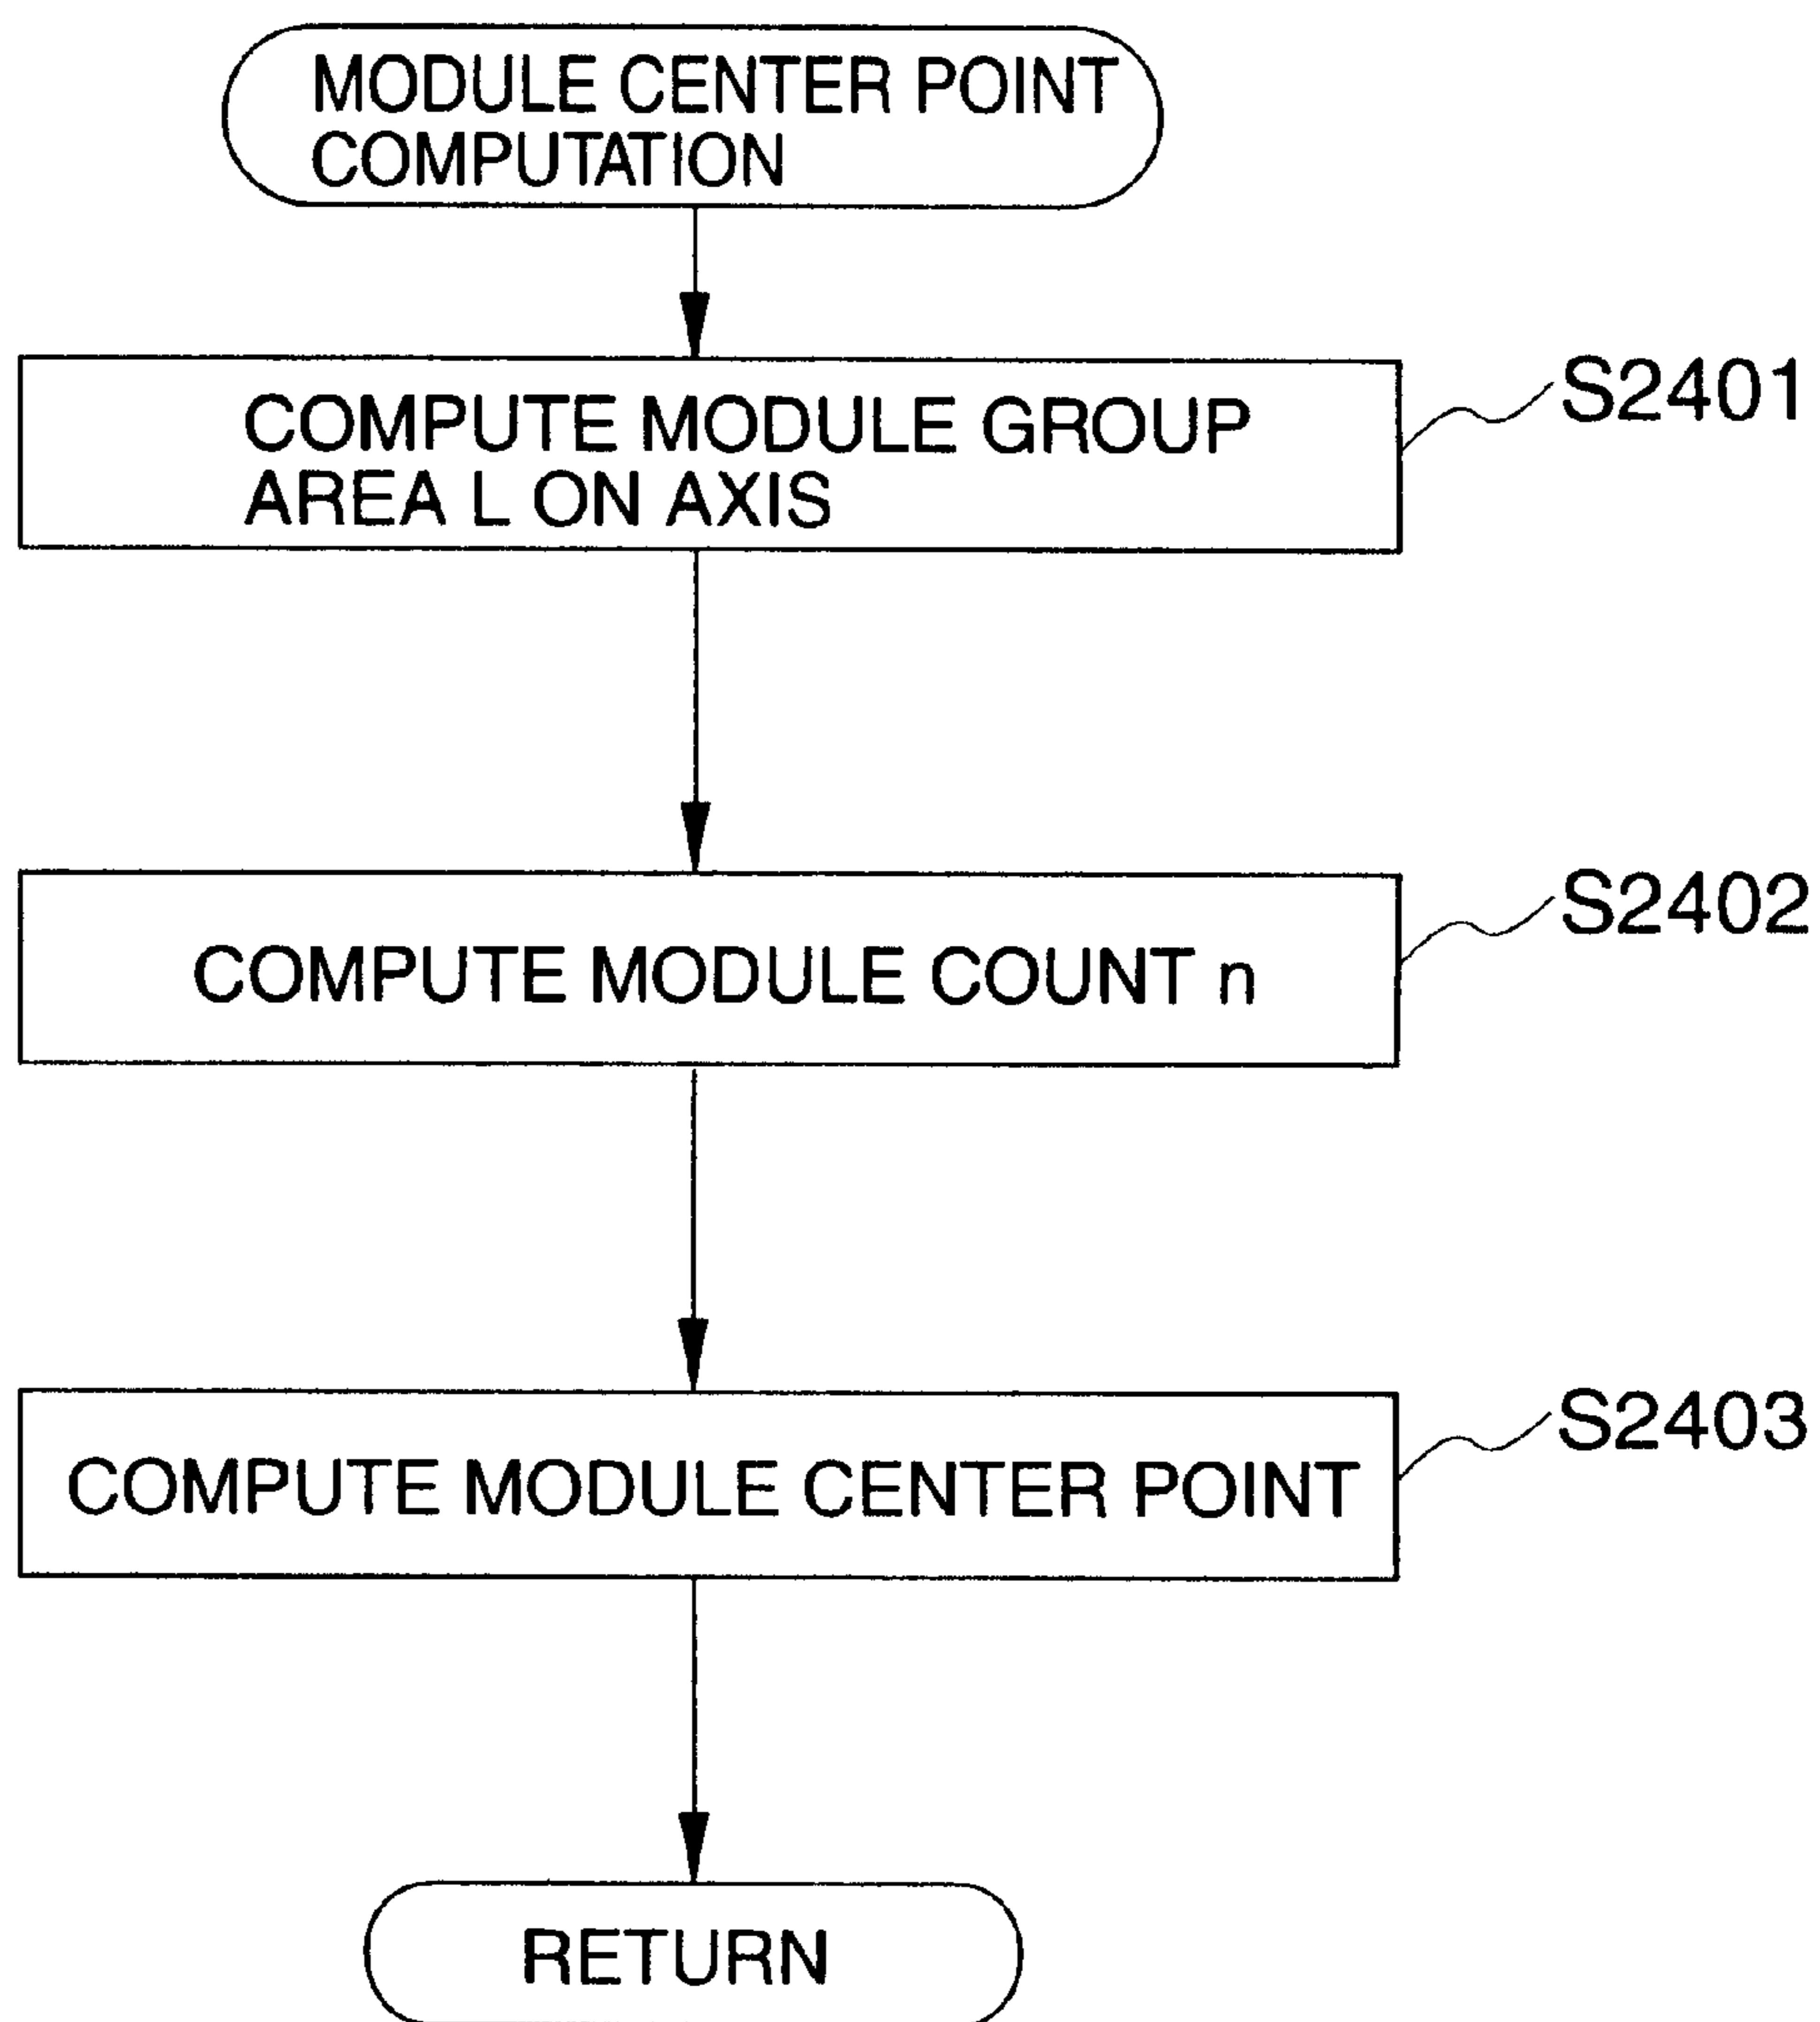 MODULE CENTER POINT
COMPUTATION
COMPUTE MODULE GROUP
AREA L ON AXIS
S2401
COMPUTE MODULE COUNT n
S2402
COMPUTE MODULE CENTER POINT
S2403
RETURN